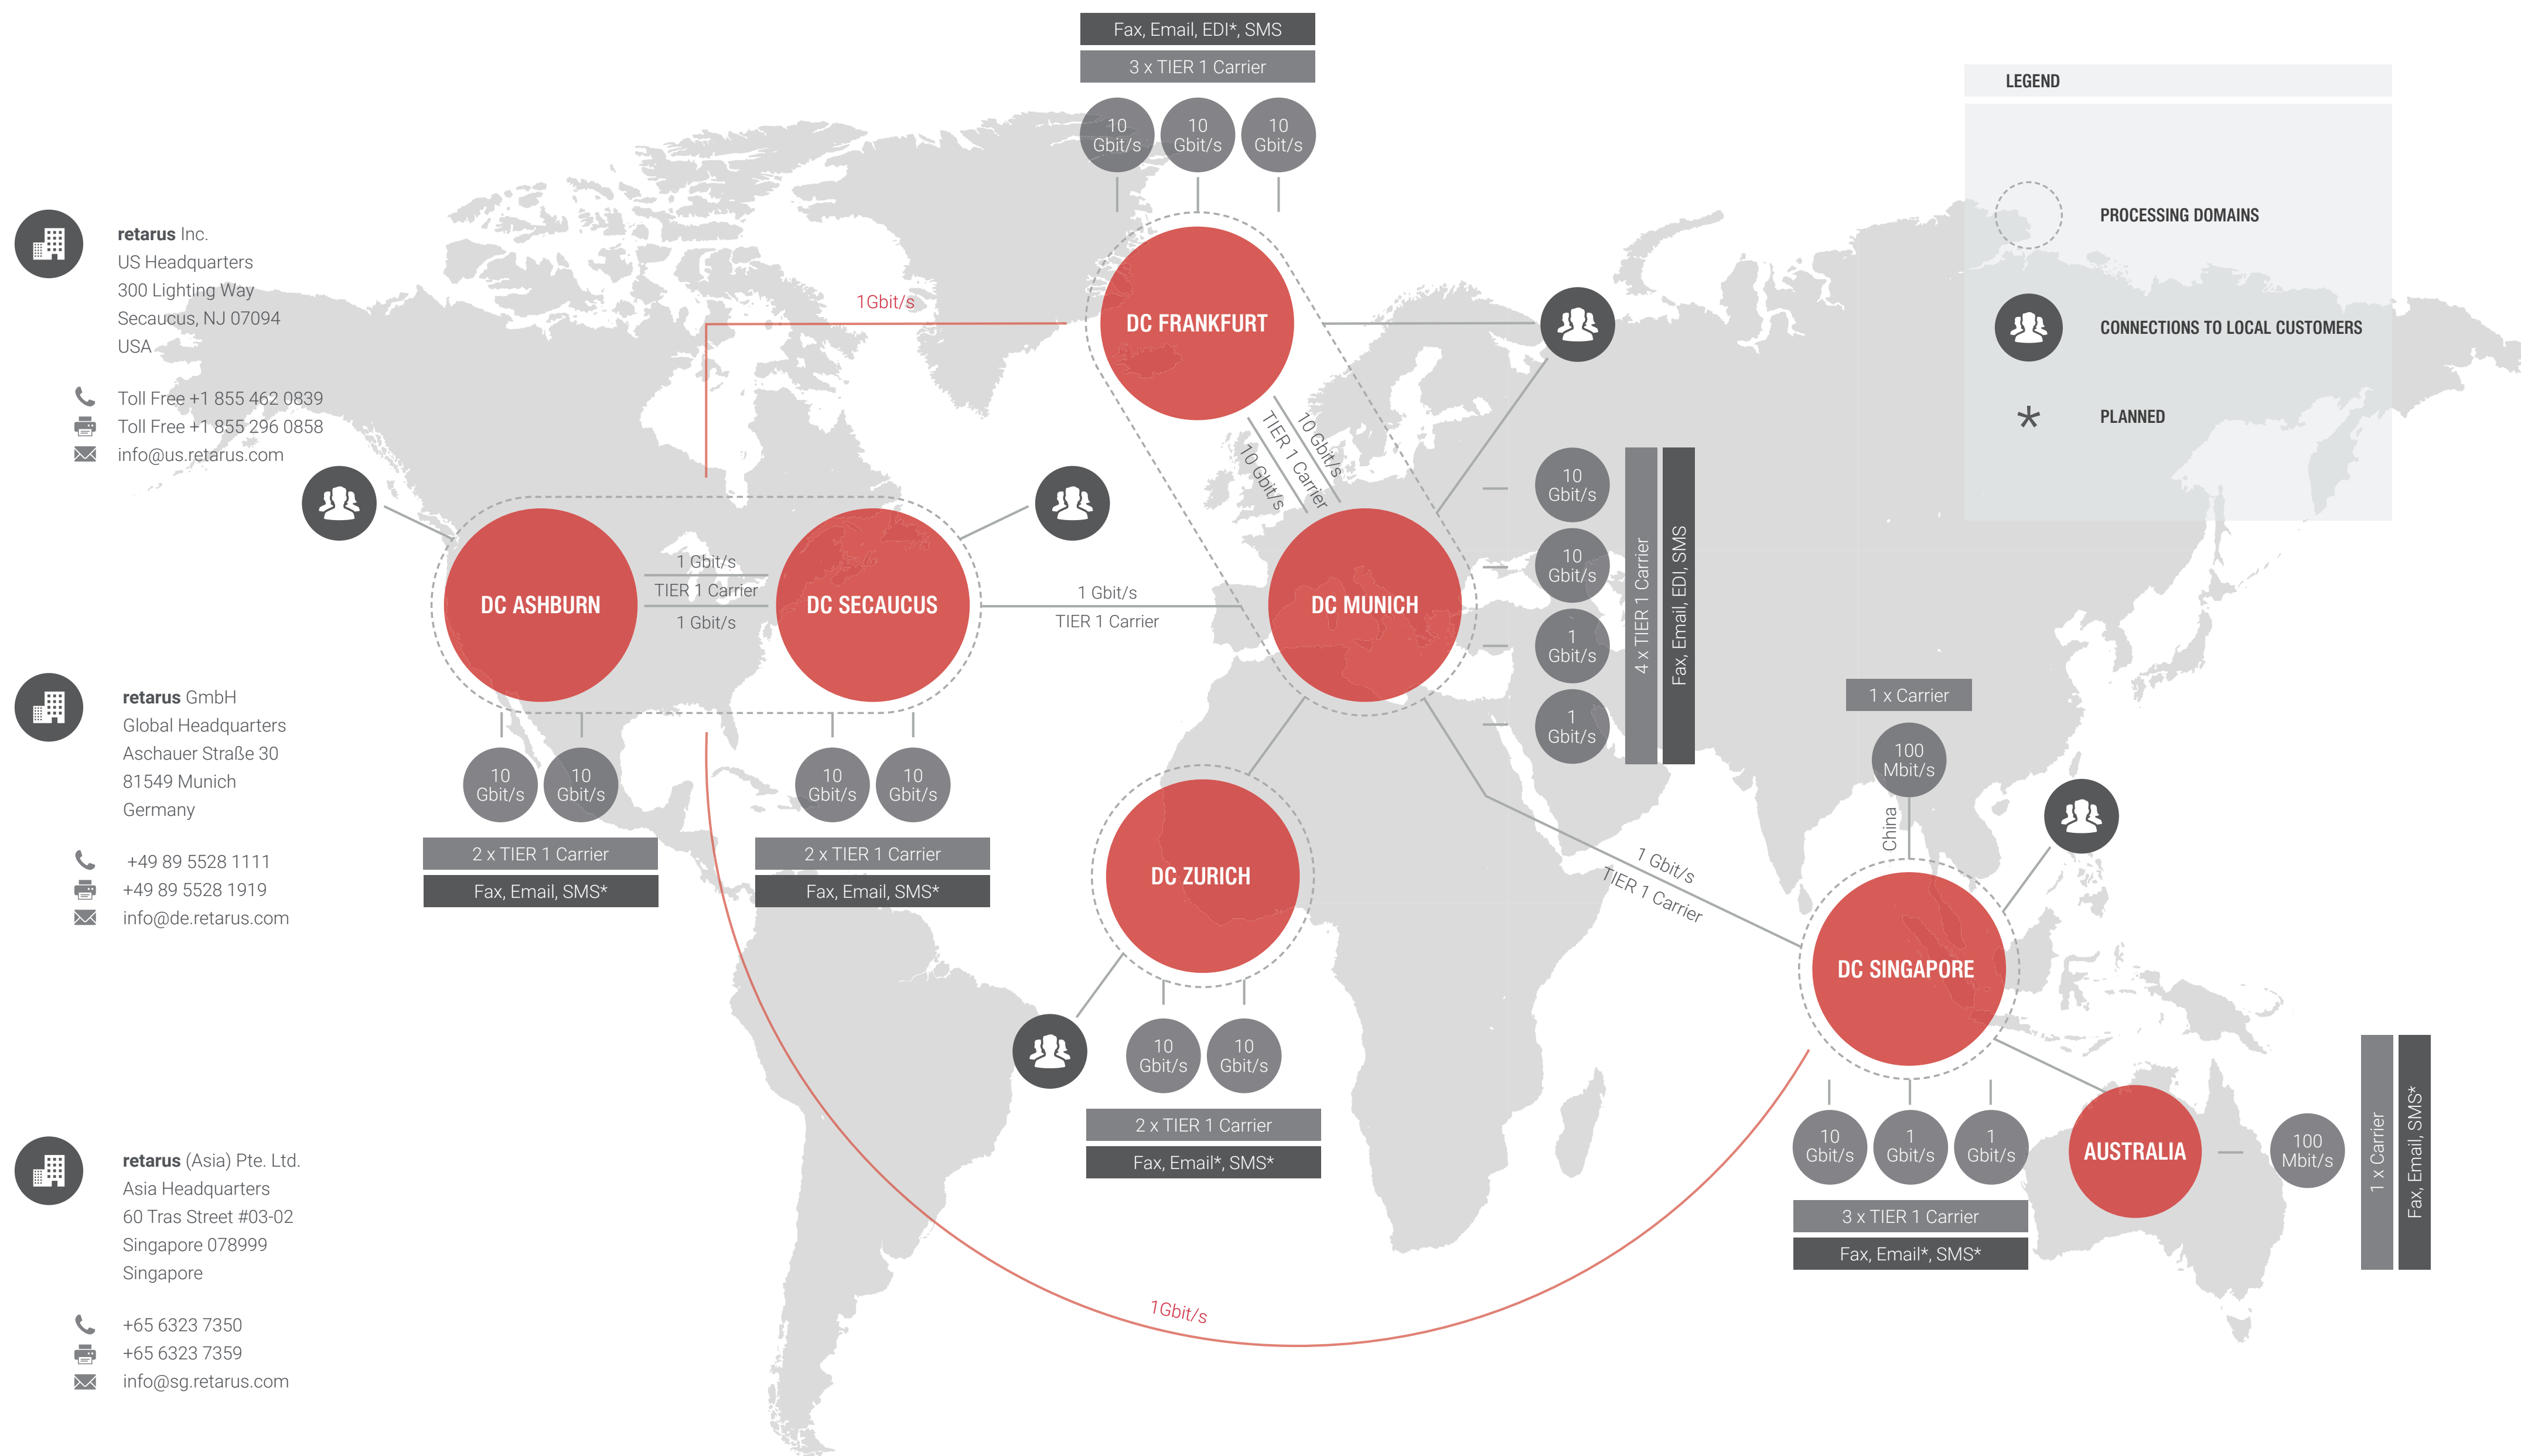 Fax, Email, EDI*, SMS
3 x TIER 1 Carrier
10
Gbit/s
10
Gbit/s
10
Gbit/s
LEGEND
PROCESSING DOMAINS
CONNECTIONS TO LOCAL CUSTOMERS
*
PLANNED
retarus Inc.
US Headquarters
300 Lighting Way
Secaucus, NJ 07094
USA
Toll Free +1 855 462 0839
Toll Free +1 855 296 0858
info@us.retarus.com
1Gbit/s
DC FRANKFURT
10 Gbit/s
TIER 1 Carrier
10 Gbit/s
DC ASHBURN
1 Gbit/s
TIER 1 Carrier
1 Gbit/s
DC SECAUCUS
1 Gbit/s
TIER 1 Carrier
DC MUNICH
10
Gbit/s
10
Gbit/s
1
Gbit/s
1
Gbit/s
4 x TIER 1 Carrier
Fax, Email, EDI, SMS
retarus GmbH
Global Headquarters
Aschauer Straße 30
81549 Munich
Germany
+49 89 5528 1111
+49 89 5528 1919
info@de.retarus.com
10
Gbit/s
10
Gbit/s
2 x TIER 1 Carrier
Fax, Email, SMS*
10
Gbit/s
10
Gbit/s
2 x TIER 1 Carrier
Fax, Email, SMS*
DC ZURICH
10
Gbit/s
10
Gbit/s
2 x TIER 1 Carrier
Fax, Email*, SMS*
1 Gbit/s
TIER 1 Carrier
1 x Carrier
100
Mbit/s
China
DC SINGAPORE
10
Gbit/s
1
Gbit/s
1
Gbit/s
3 x TIER 1 Carrier
Fax, Email*, SMS*
AUSTRALIA
100
Mbit/s
1 x Carrier
Fax, Email, SMS*
retarus (Asia) Pte. Ltd.
Asia Headquarters
60 Tras Street #03-02
Singapore 078999
Singapore
+65 6323 7350
+65 6323 7359
info@sg.retarus.com
1Gbit/s